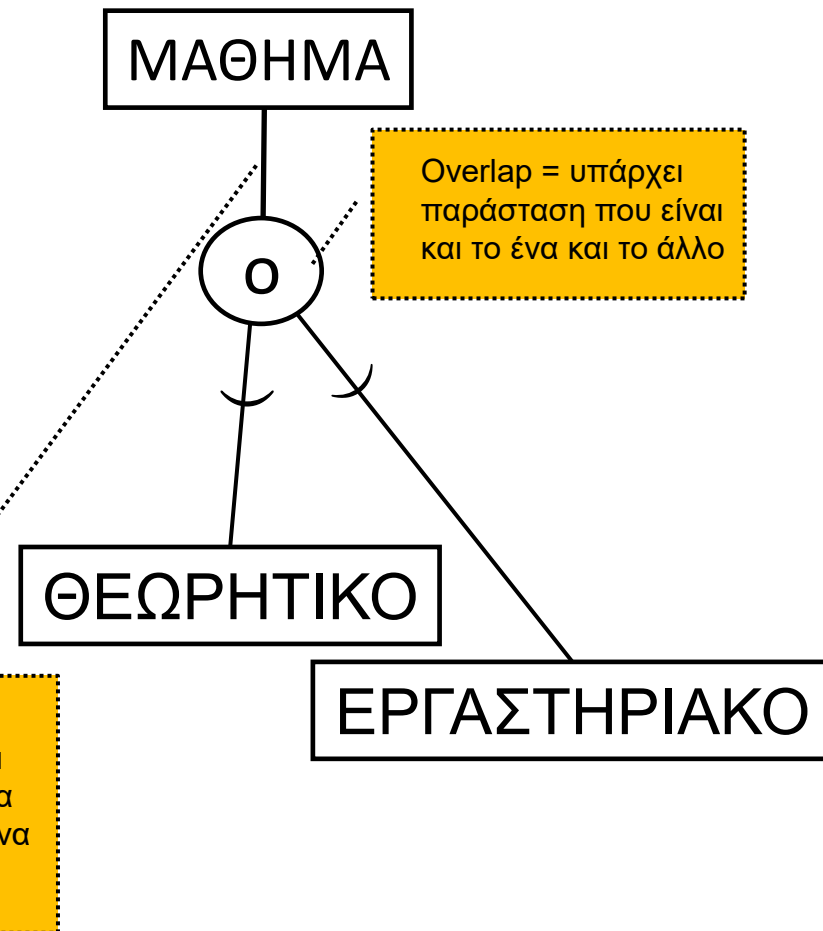 ΜΑΘΗΜΑ
Overlap = υπάρχει
παράσταση που είναι
και το ένα και το άλλο
o
ΘΕΩΡΗΤΙΚΟ
ΕΡΓΑΣΤΗΡΙΑΚΟ